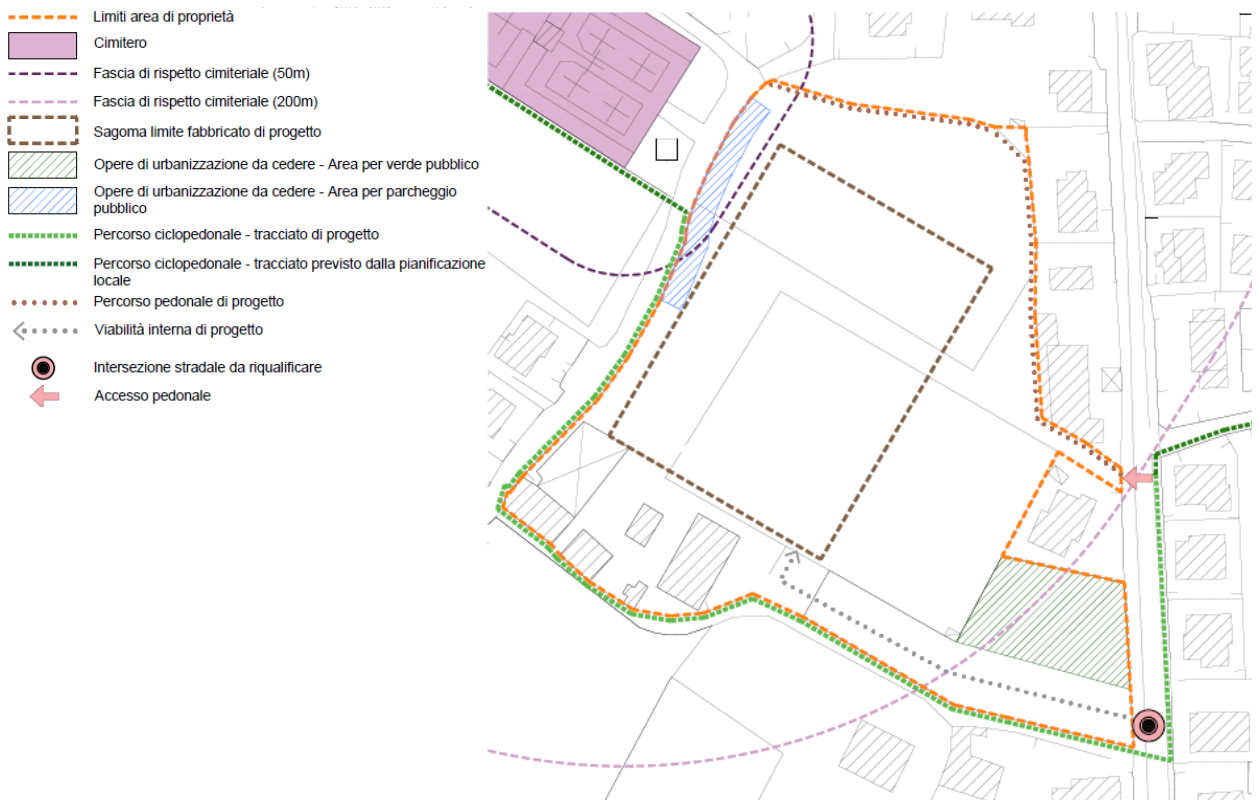 Limiti area di proprietà
Cimitero
Fascia di rispetto cimiteriale (50m)
Fascia di rispetto cimiteriale (200m)
Sagoma limite fabbricato di progetto
Opere di urbanizzazione da cedere - Area per verde pubblico
Opere di urbanizzazione da cedere - Area per parcheggio
pubblico
Percorso ciclopedonale - tracciato di progetto
Percorso ciclopedonale - tracciato previsto dalla pianificazione
locale
Percorso pedonale di progetto
Viabilità interna di progetto
Intersezione stradale da riqualificare
Accesso pedonale